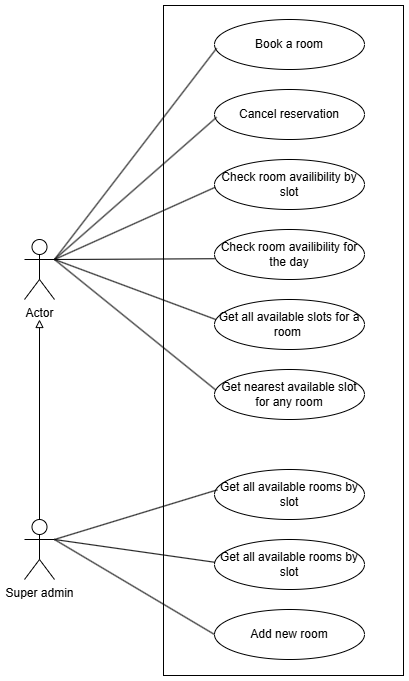 Book a room
Cancel reservation
Check room availibility by
slot
Check room availibility for
the day
Actor
Get all available slots for a
room
Get nearest available slot
for any room
Get all available rooms by
slot
Get all available rooms by
slot
Super admin
Add new room